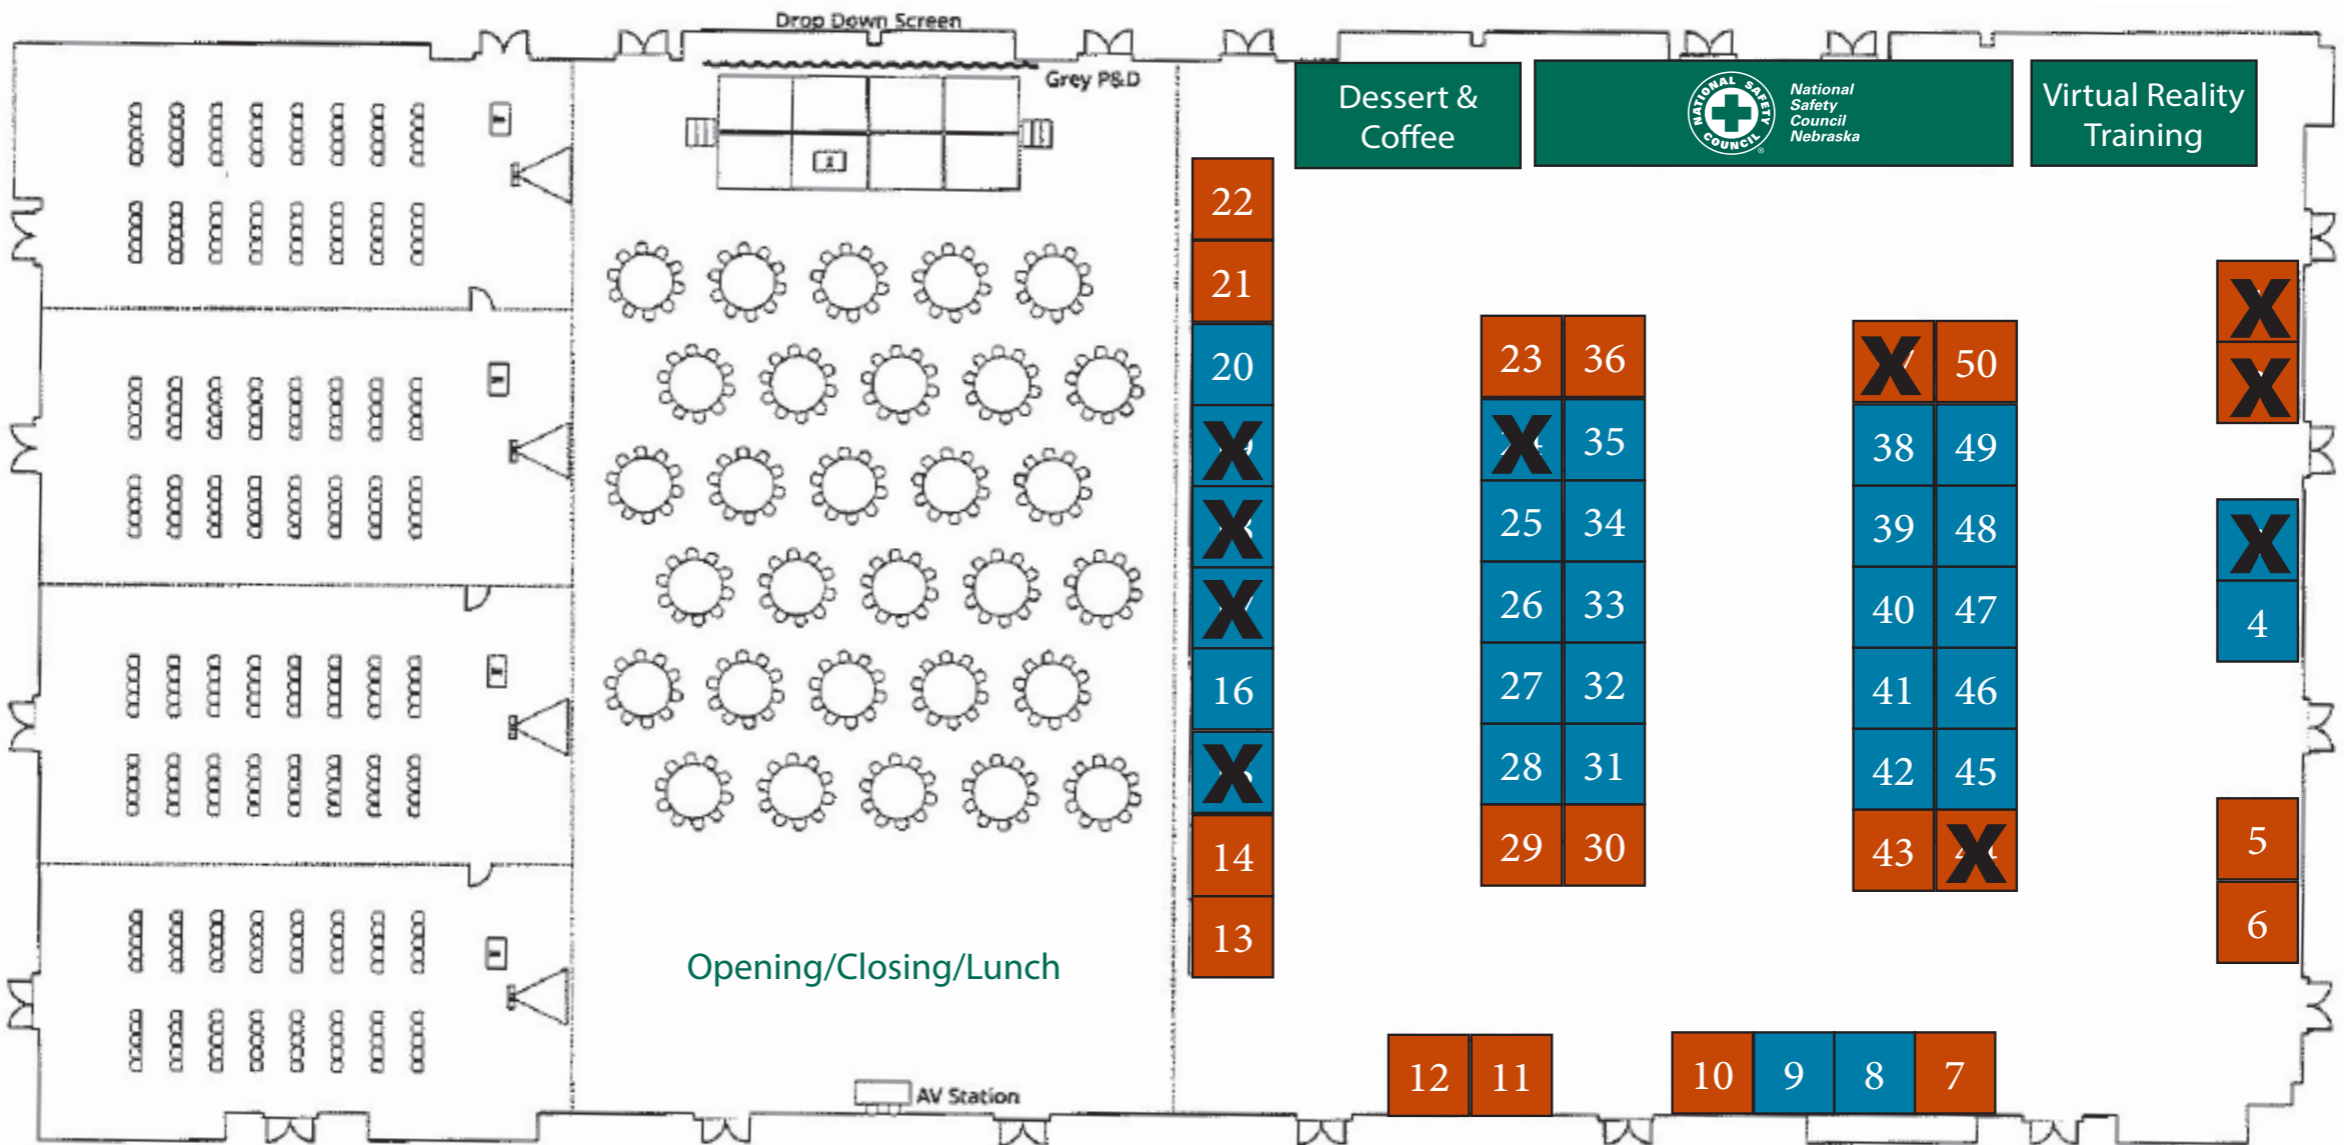 Drop Down Screen
Grey P&D
Dessert &
Coffee
NATIONAL SAFETY
COUNCIL
®
National
Safety
Council
Nebraska
Virtual Reality
Training
22
21
20
16
14
13
23 36
35
25 34
26 33
27 32
28 31
29 30
50
38 49
39 48
40 47
41 46
42 45
43
4
5
6
12 11
10 9 8 7
Opening/Closing/Lunch
AV Station